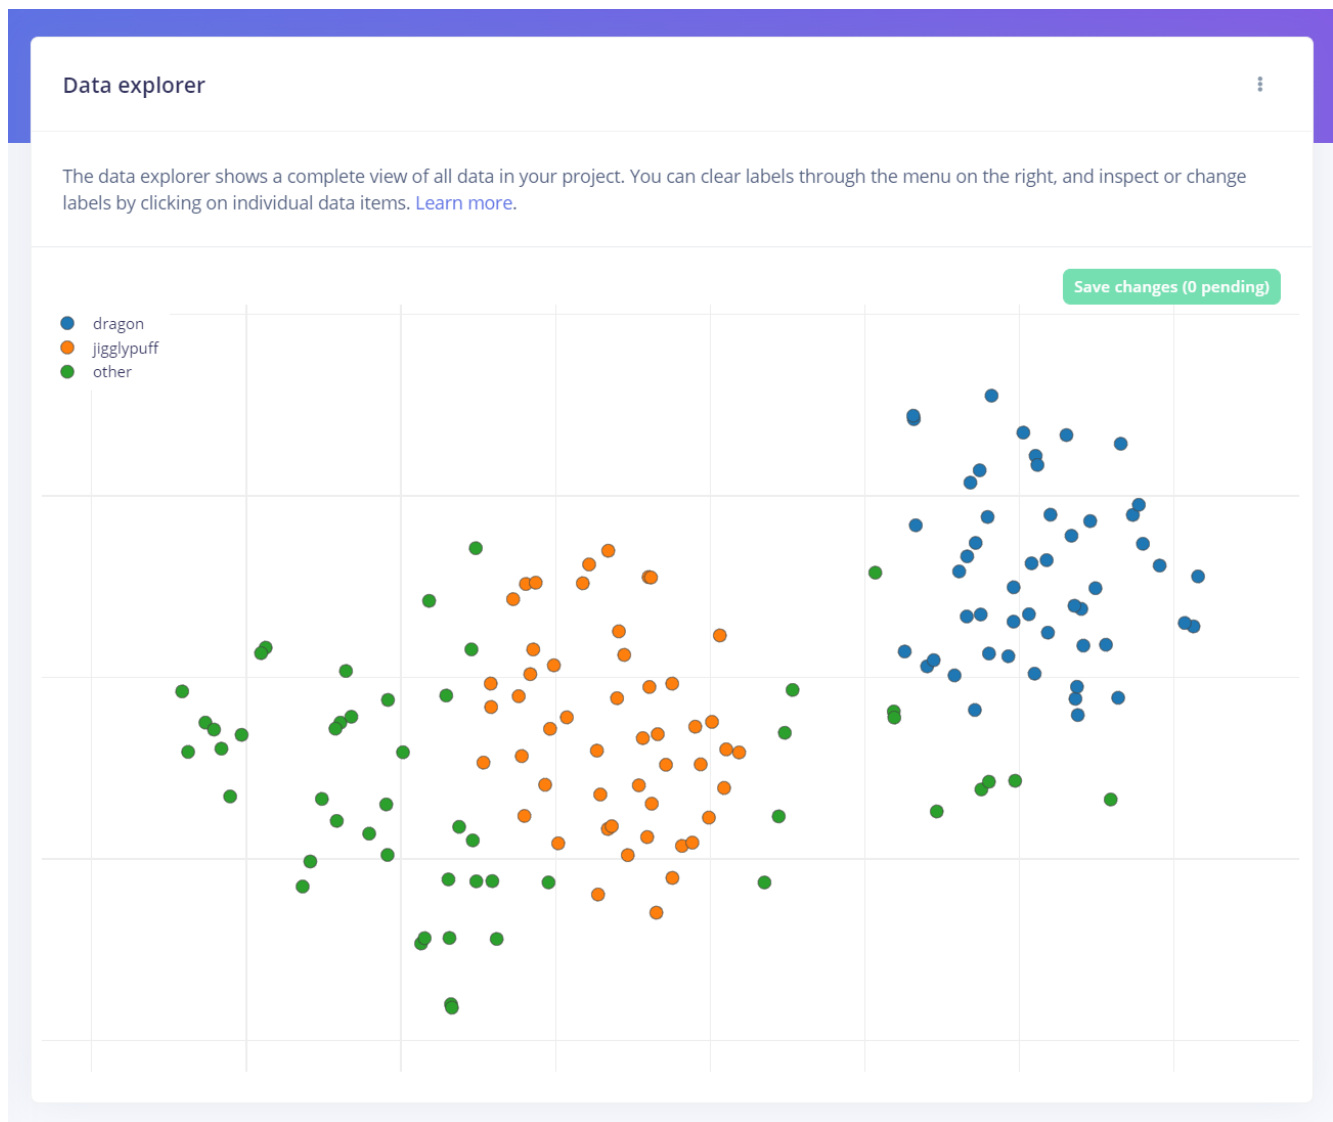 Data explorer
The data explorer shows a complete view of all data in your project. You can clear labels through the menu on the right, and inspect or change
labels by clicking on individual data items. Learn more.
Save changes (0 pending)
dragon
jigglypuff
other